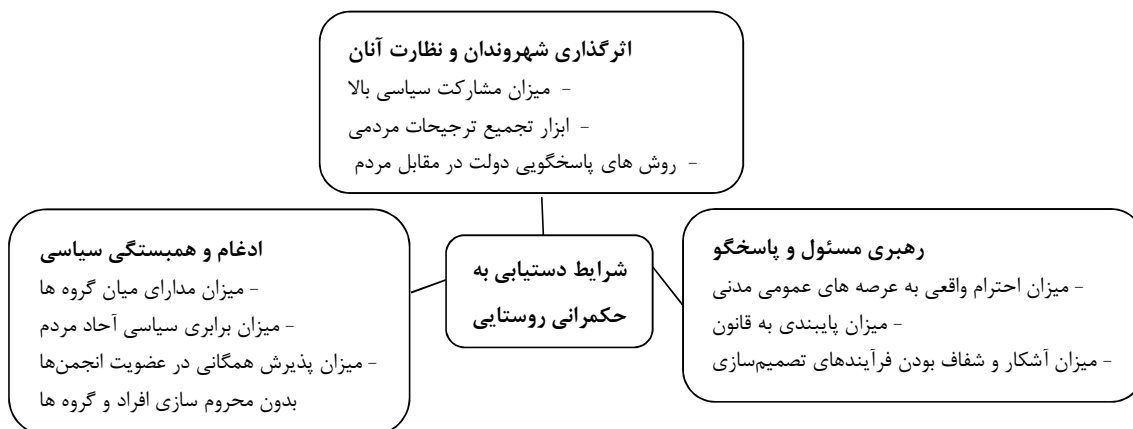 اثرگذاری شهروندان و نظارت آنان
- میزان مشارکت سیاسی بالا
- ابزار تجمیع ترجیحات مردمی
- روش های پاسخگویی دولت در مقابل مردم
رهبری مسئول و پاسخگو
- میزان احترام واقعی به عرصه های عمومی مدنی
- میزان پایبندی به قانون
- میزان آشکار و شفاف بودن فرآیندهای تصمیم‌سازی
شرایط دستیابی به
حکمرانی روستایی
ادغام و همبستگی سیاسی
- میزان مدارای میان گروه ها
- میزان برابری سیاسی آحاد مردم
- میزان پذیرش همگانی در عضویت انجمن‌ها
بدون محروم سازی افراد و گروه ها